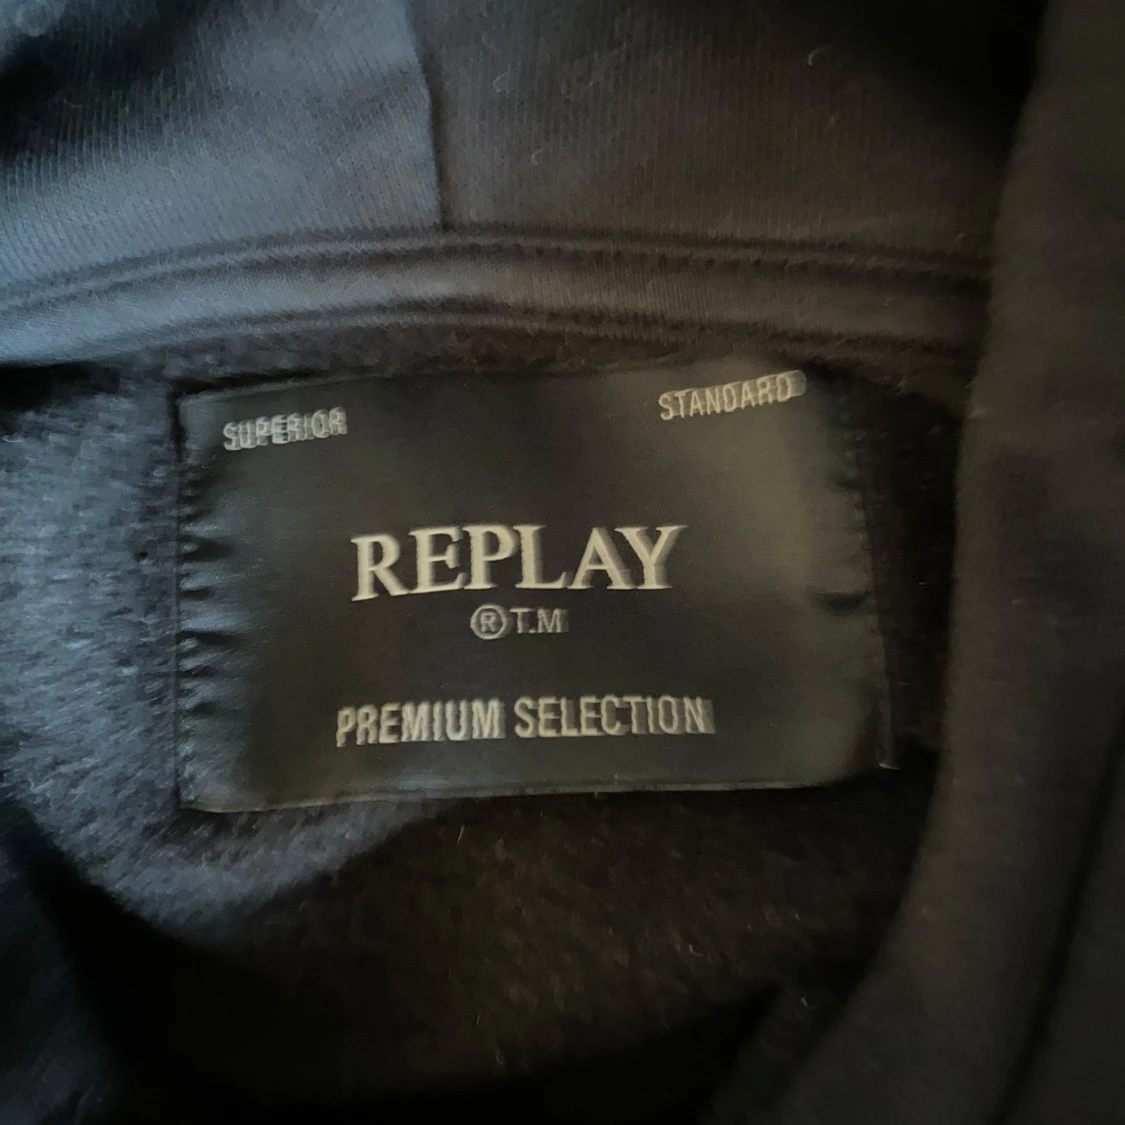 SUPERIOR STANDARD
REPLAY
®T.M
PREMIUM SELECTION